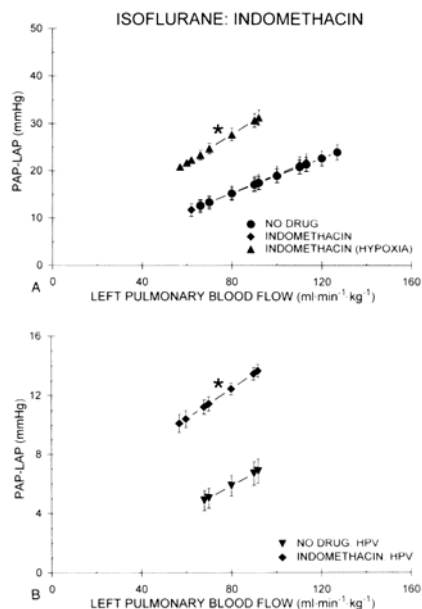 ISOFLURANE: INDOMETHACIN
PAP-LAP (mmHg)
50
40
30
20
10
0
*
NO DRUG
INDOMETHACIN
INDOMETHACIN (HYPOXIA)
0 40 80 120 160
A LEFT PULMONARY BLOOD FLOW (ml·min⁻¹·kg⁻¹)
PAP-LAP (mmHg)
16
12
8
4
0
*
NO DRUG HPV
INDOMETHACIN HPV
0 40 80 120 160
B LEFT PULMONARY BLOOD FLOW (ml·min⁻¹·kg⁻¹)